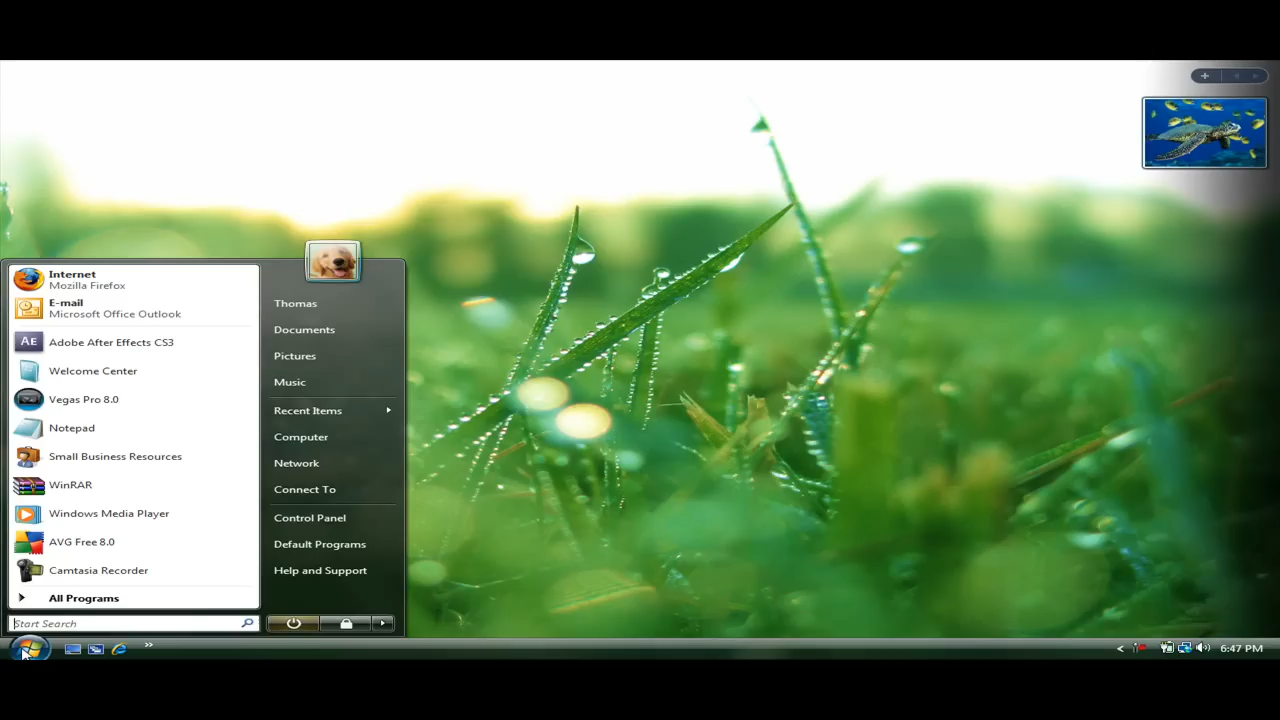 Internet
Mozilla Firefox
E-mail
Microsoft Office Outlook
AE Adobe After Effects CS3
Welcome Center
Vegas Pro 8.0
Notepad
Small Business Resources
WinRAR
Windows Media Player
AVG Free 8.0
Camtasia Recorder
All Programs
Start Search
Thomas
Documents
Pictures
Music
Recent Items
Computer
Network
Connect To
Control Panel
Default Programs
Help and Support
6:47 PM